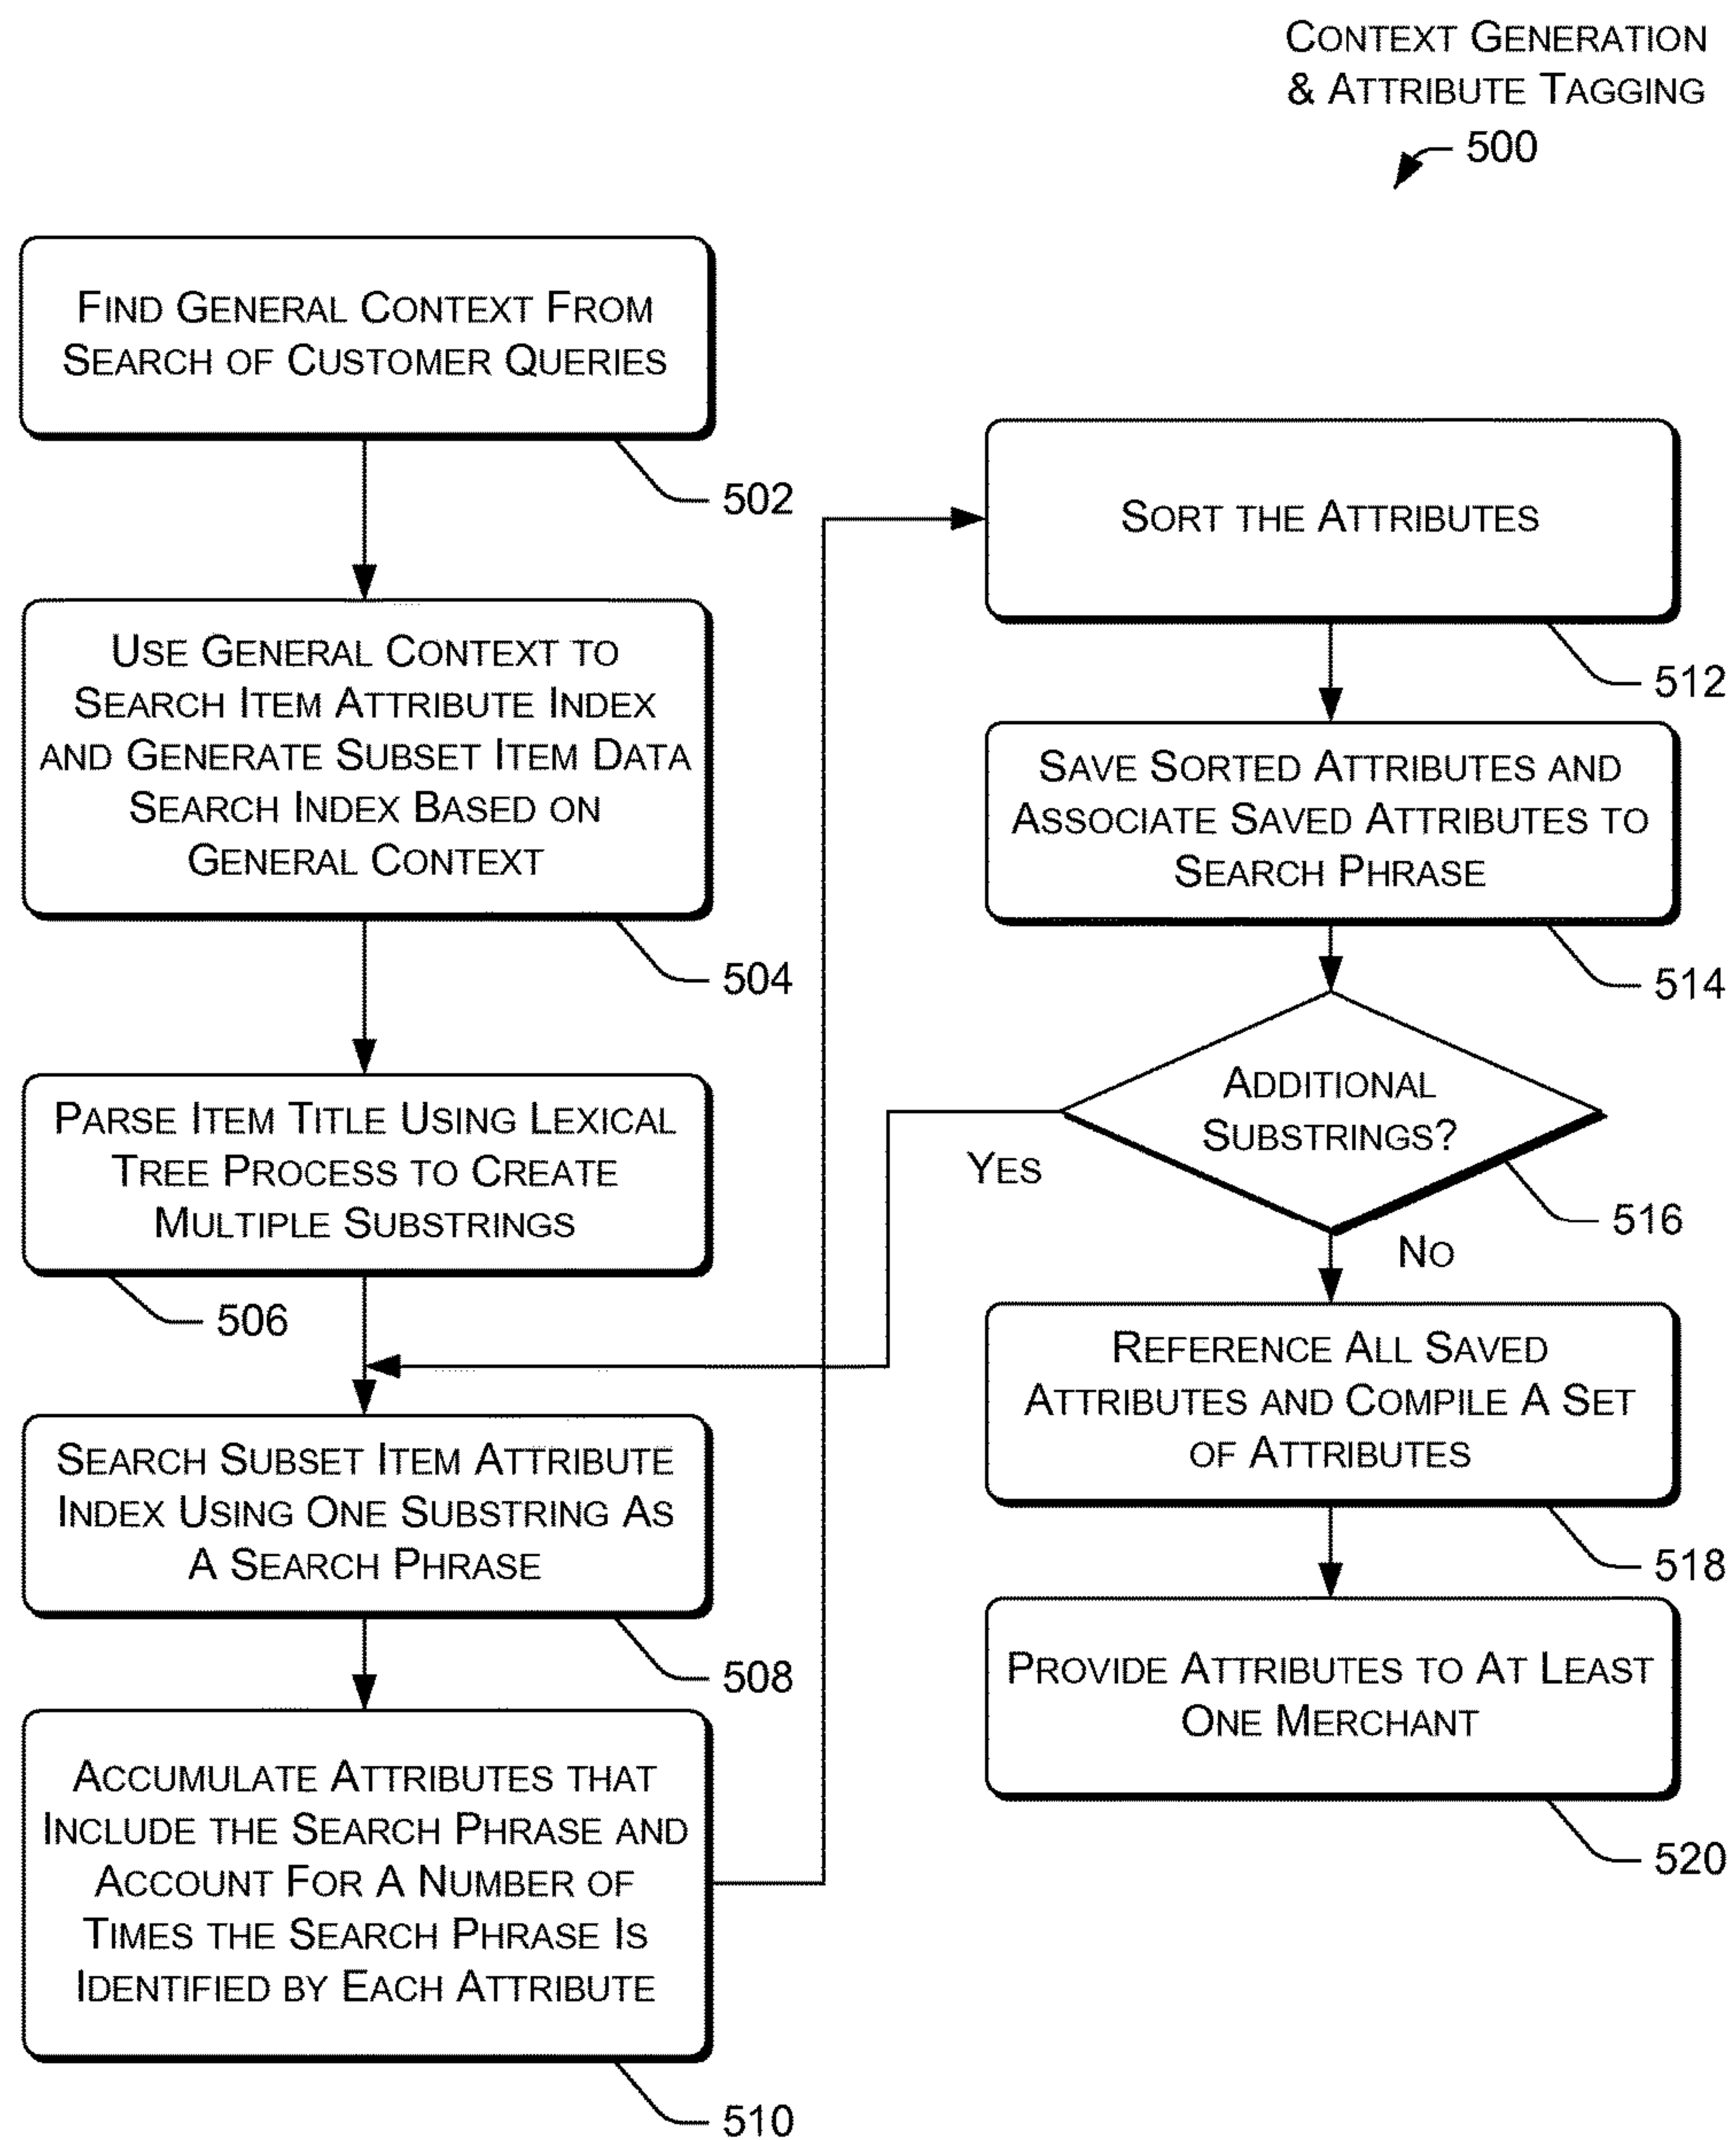 CONTEXT GENERATION
& ATTRIBUTE TAGGING
500
FIND GENERAL CONTEXT FROM
SEARCH OF CUSTOMER QUERIES
502
USE GENERAL CONTEXT TO
SEARCH ITEM ATTRIBUTE INDEX
AND GENERATE SUBSET ITEM DATA
SEARCH INDEX BASED ON
GENERAL CONTEXT
504
PARSE ITEM TITLE USING LEXICAL
TREE PROCESS TO CREATE
MULTIPLE SUBSTRINGS
506
SEARCH SUBSET ITEM ATTRIBUTE
INDEX USING ONE SUBSTRING AS
A SEARCH PHRASE
508
ACCUMULATE ATTRIBUTES THAT
INCLUDE THE SEARCH PHRASE AND
ACCOUNT FOR A NUMBER OF
TIMES THE SEARCH PHRASE IS
IDENTIFIED BY EACH ATTRIBUTE
510
SORT THE ATTRIBUTES
512
SAVE SORTED ATTRIBUTES AND
ASSOCIATE SAVED ATTRIBUTES TO
SEARCH PHRASE
514
ADDITIONAL
SUBSTRINGS?
YES
516
NO
REFERENCE ALL SAVED
ATTRIBUTES AND COMPILE A SET
OF ATTRIBUTES
518
PROVIDE ATTRIBUTES TO AT LEAST
ONE MERCHANT
520